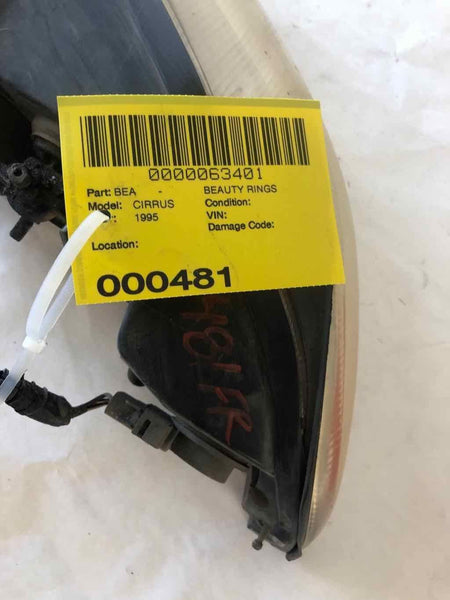 0000063401
Part: BEA - BEAUTY RINGS
Model: CIRRUS Condition:
1995 VIN:
Damage Code:
Location:
000481